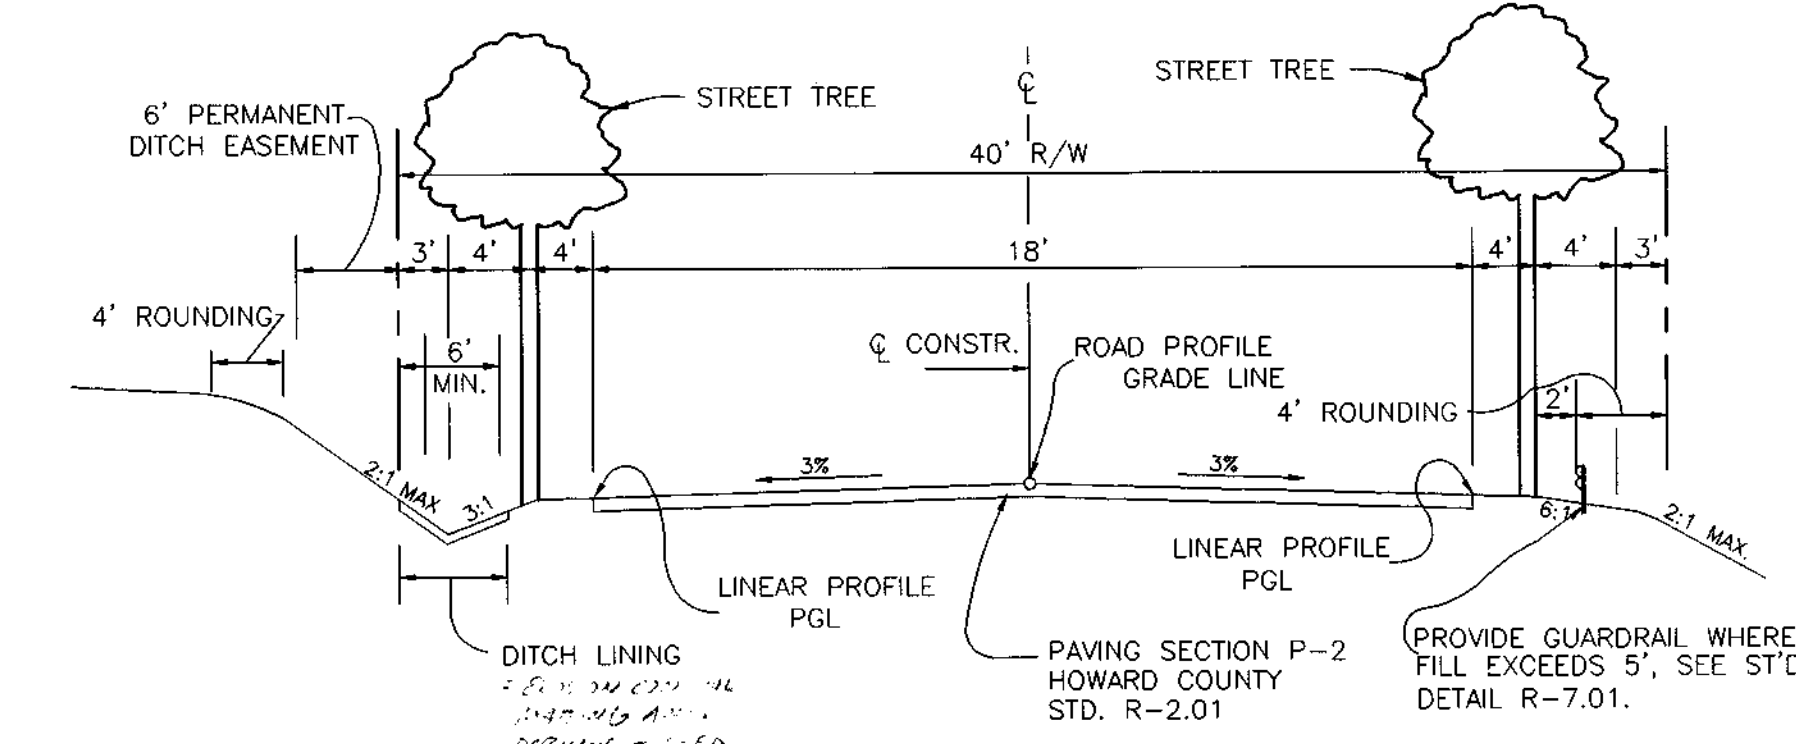 STREET TREE
STREET TREE
℄
6' PERMANENT
DITCH EASEMENT
40' R/W
3'
4'
4'
18'
4'
4'
3'
4' ROUNDING
6'
MIN.
℄ CONSTR.
ROAD PROFILE
GRADE LINE
4' ROUNDING
2'
2:1 MAX
3:1
3%
3%
6:1
2:1 MAX.
LINEAR PROFILE
PGL
LINEAR PROFILE
PGL
DITCH LINING
PAVING SECTION P-2
HOWARD COUNTY
STD. R-2.01
PROVIDE GUARDRAIL WHERE
FILL EXCEEDS 5', SEE ST'D
DETAIL R-7.01.